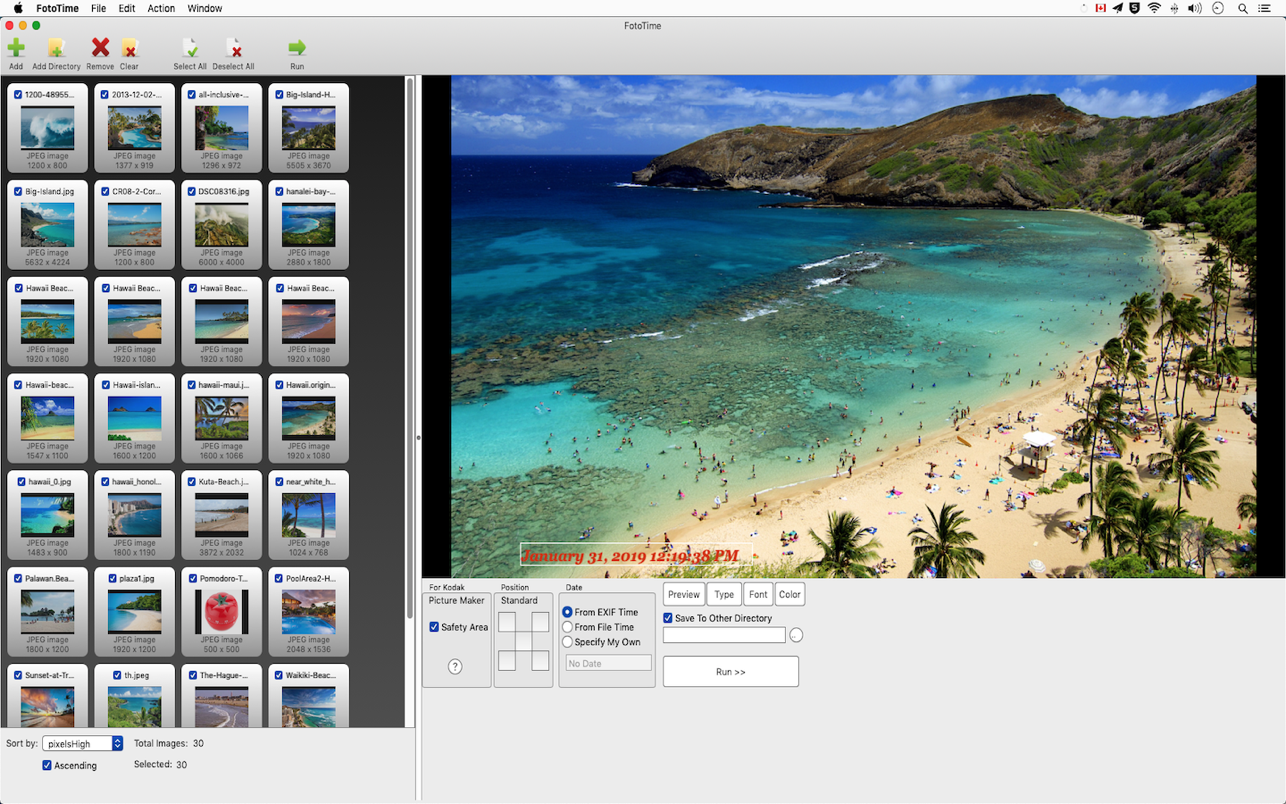 FotoTime File Edit Action Window
FotoTime
Add Add Directory Remove Clear Select All Deselect All Run
1200-48955... 2013-12-02-... all-inclusive-... Big-Island-H...
JPEG image JPEG image JPEG image JPEG image
1200 x 800 1377 x 919 1296 x 972 5505 x 3670
Big-Island.jpg CR08-2-Cor... DSC08316.jpg hanalei-bay-...
JPEG image JPEG image JPEG image JPEG image
5632 x 4224 1200 x 800 6000 x 4000 2880 x 1800
Hawaii Beac... Hawaii Beac... Hawaii Beac... Hawaii Beac...
JPEG image JPEG image JPEG image JPEG image
1920 x 1080 1920 x 1080 1920 x 1080 1920 x 1080
Hawaii-beac... Hawaii-islan... hawaii-maui.j... Hawaii.origin...
JPEG image JPEG image JPEG image JPEG image
1547 x 1100 1600 x 1200 1600 x 1066 1920 x 1080
hawaii_0.jpg hawaii_honol... Kuta-Beach.j... near_white_h...
JPEG image JPEG image JPEG image JPEG image
1483 x 900 1800 x 1190 3872 x 2032 1024 x 768
Palawan.Bea... plaza1.jpg Pomodoro-T... PoolArea2-H...
JPEG image JPEG image JPEG image JPEG image
1800 x 1200 1920 x 1200 500 x 500 2048 x 1536
Sunset-at-Tr... th.jpeg The-Hague-... Waikiki-Beac...
Sort by: pixelsHigh Total Images: 30
Ascending Selected: 30
January 31, 2019 12:19:38 PM
For Kodak Position Date
Picture Maker Standard
Safety Area
?
From EXIF Time
From File Time
Specify My Own
No Date
Preview Type Font Color
Save To Other Directory
...
Run >>